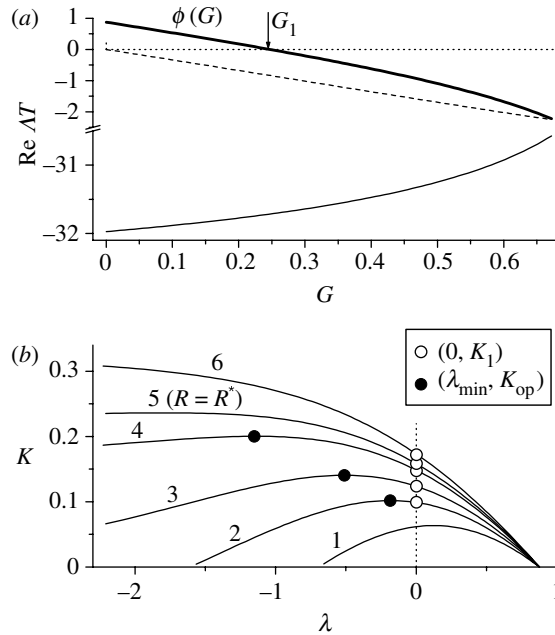 (a)
1
0
−1
−2
−31
−32
Re ΛT
ϕ (G)
G₁
0 0.1 0.2 0.3 0.4 0.5 0.6
G
(b)
0.3
0.2
0.1
0
K
6
5 (R = R*)
4
3
2
1
(0, K₁)
(λmin, Kop)
−2 −1 0 1
λ